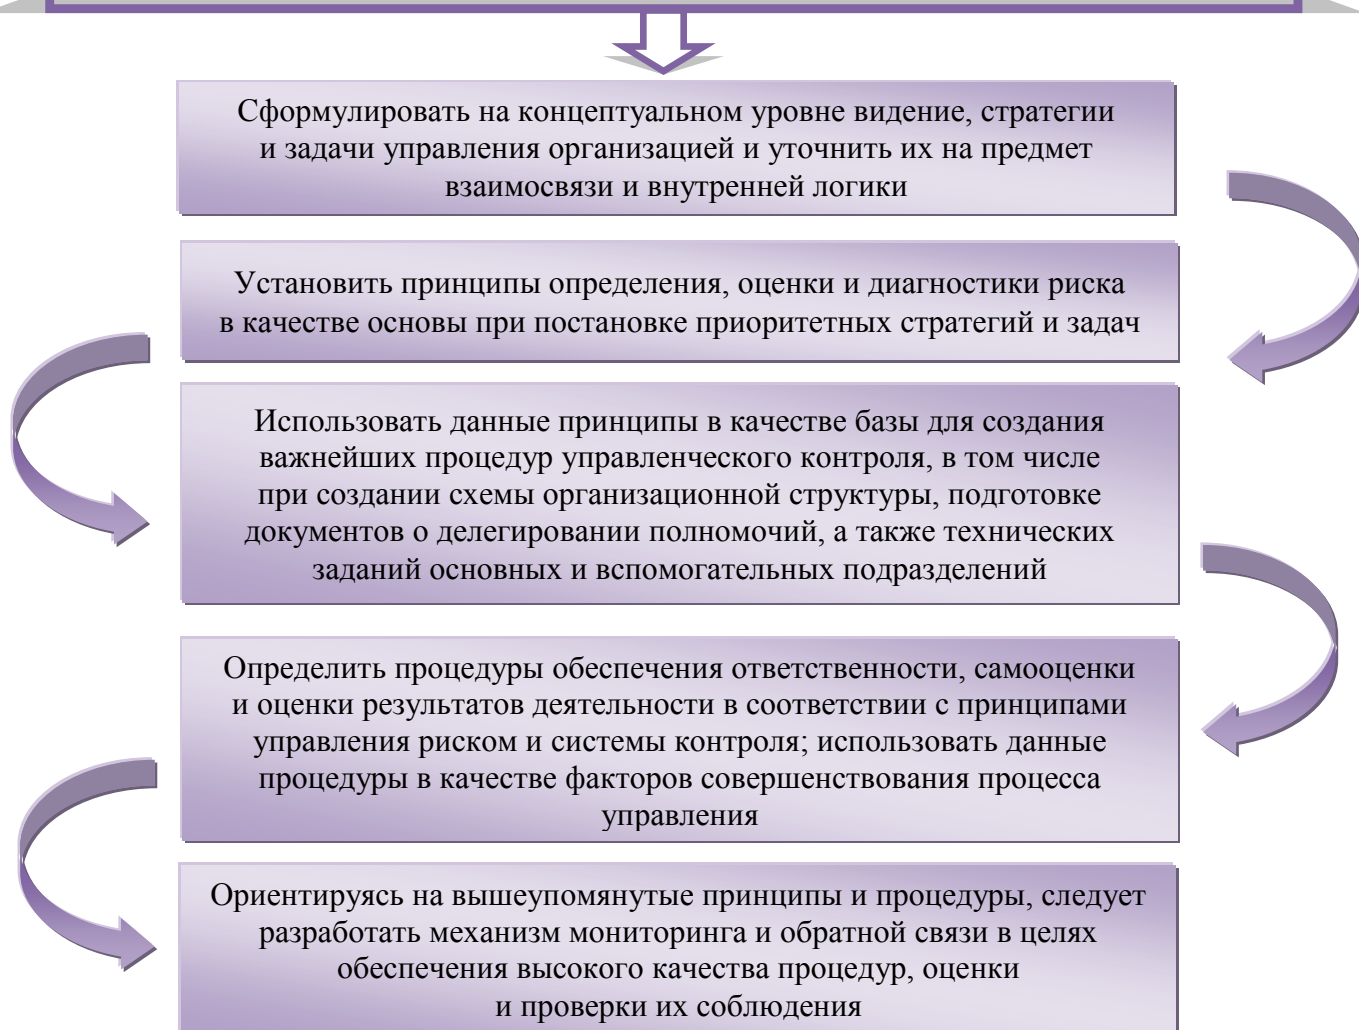 Сформулировать на концептуальном уровне видение, стратегии
и задачи управления организацией и уточнить их на предмет
взаимосвязи и внутренней логики
Установить принципы определения, оценки и диагностики риска
в качестве основы при постановке приоритетных стратегий и задач
Использовать данные принципы в качестве базы для создания
важнейших процедур управленческого контроля, в том числе
при создании схемы организационной структуры, подготовке
документов о делегировании полномочий, а также технических
заданий основных и вспомогательных подразделений
Определить процедуры обеспечения ответственности, самооценки
и оценки результатов деятельности в соответствии с принципами
управления риском и системы контроля; использовать данные
процедуры в качестве факторов совершенствования процесса
управления
Ориентируясь на вышеупомянутые принципы и процедуры, следует
разработать механизм мониторинга и обратной связи в целях
обеспечения высокого качества процедур, оценки
и проверки их соблюдения